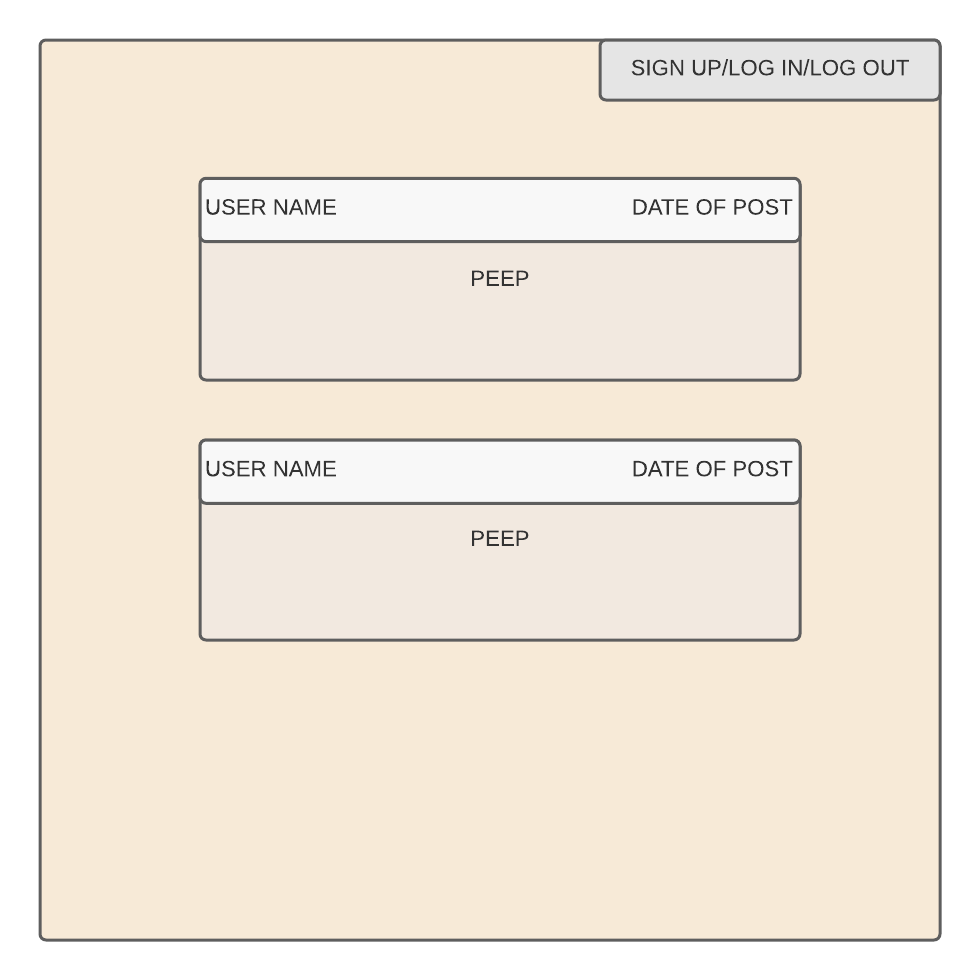 SIGN UP/LOG IN/LOG OUT
USER NAME DATE OF POST
PEEP
USER NAME DATE OF POST
PEEP